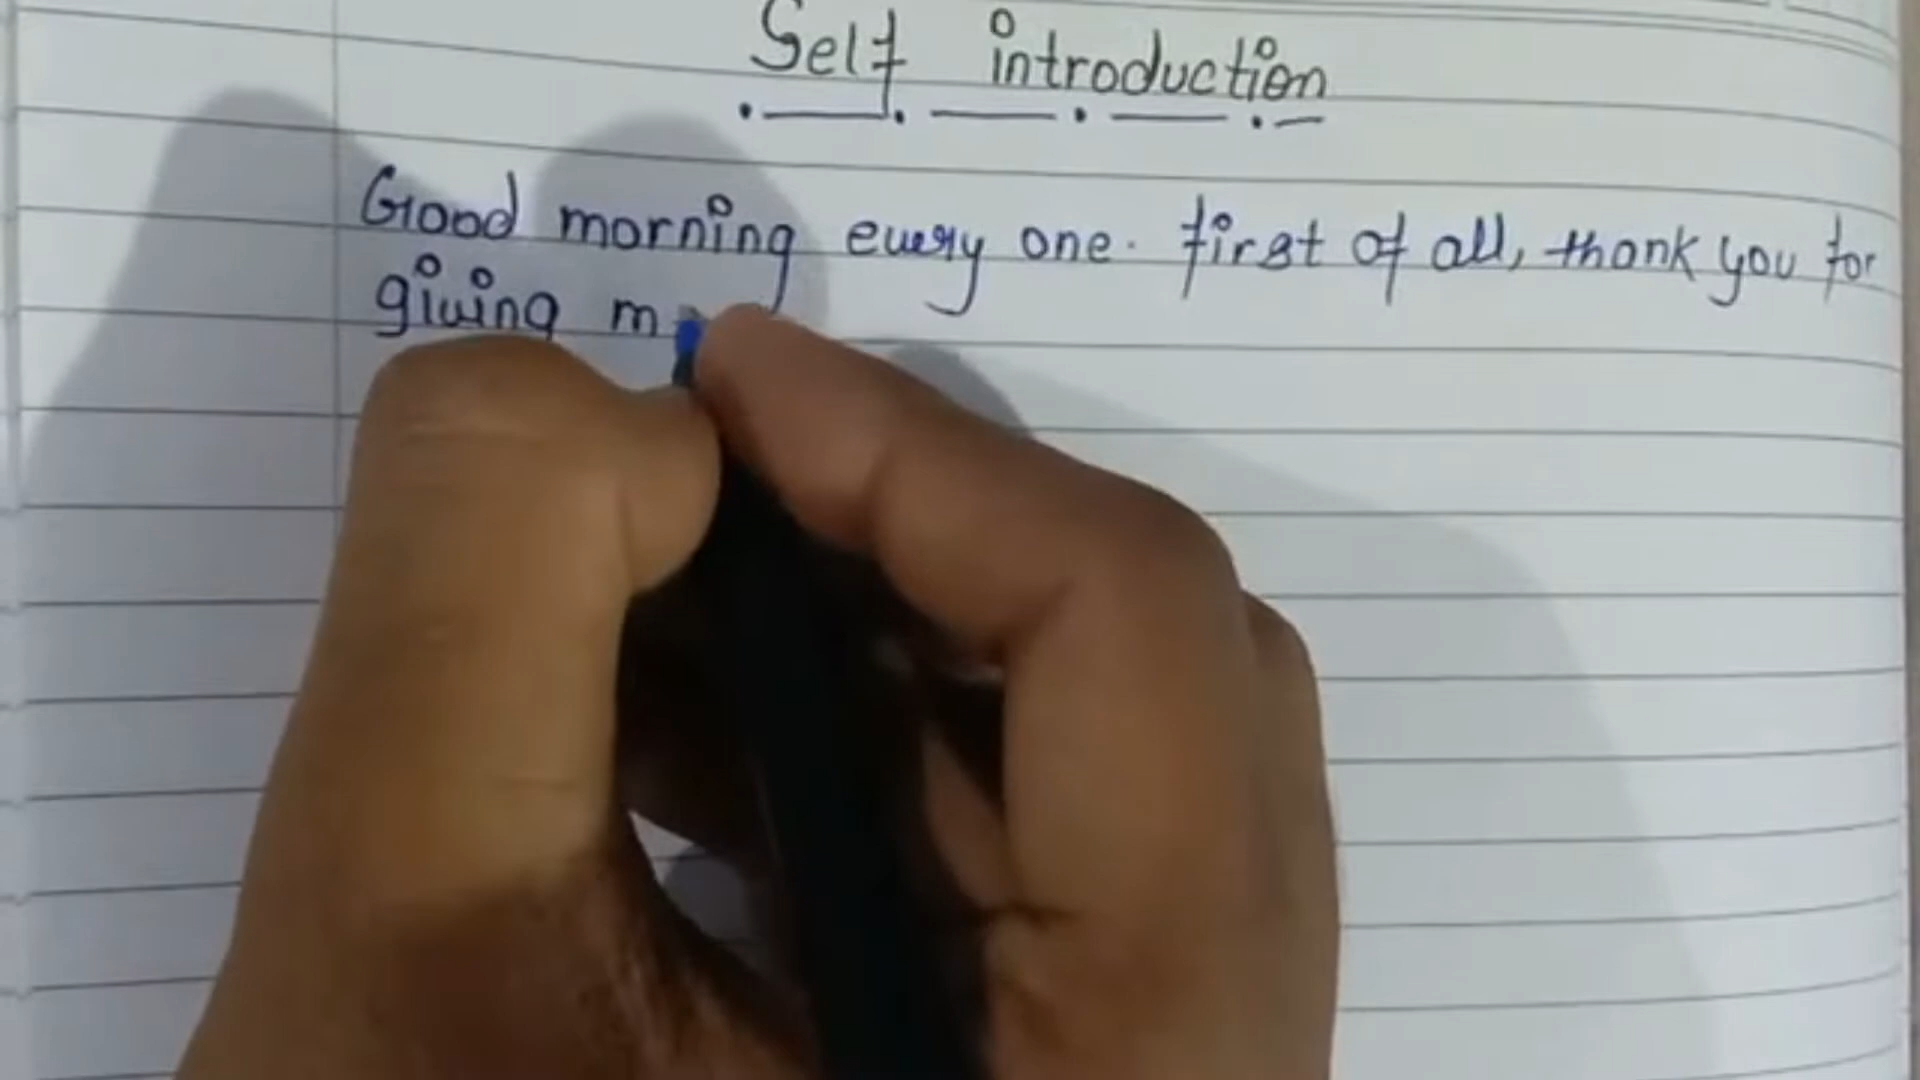 Self introduction
Good morning every one. first of all, thank you for
giving m